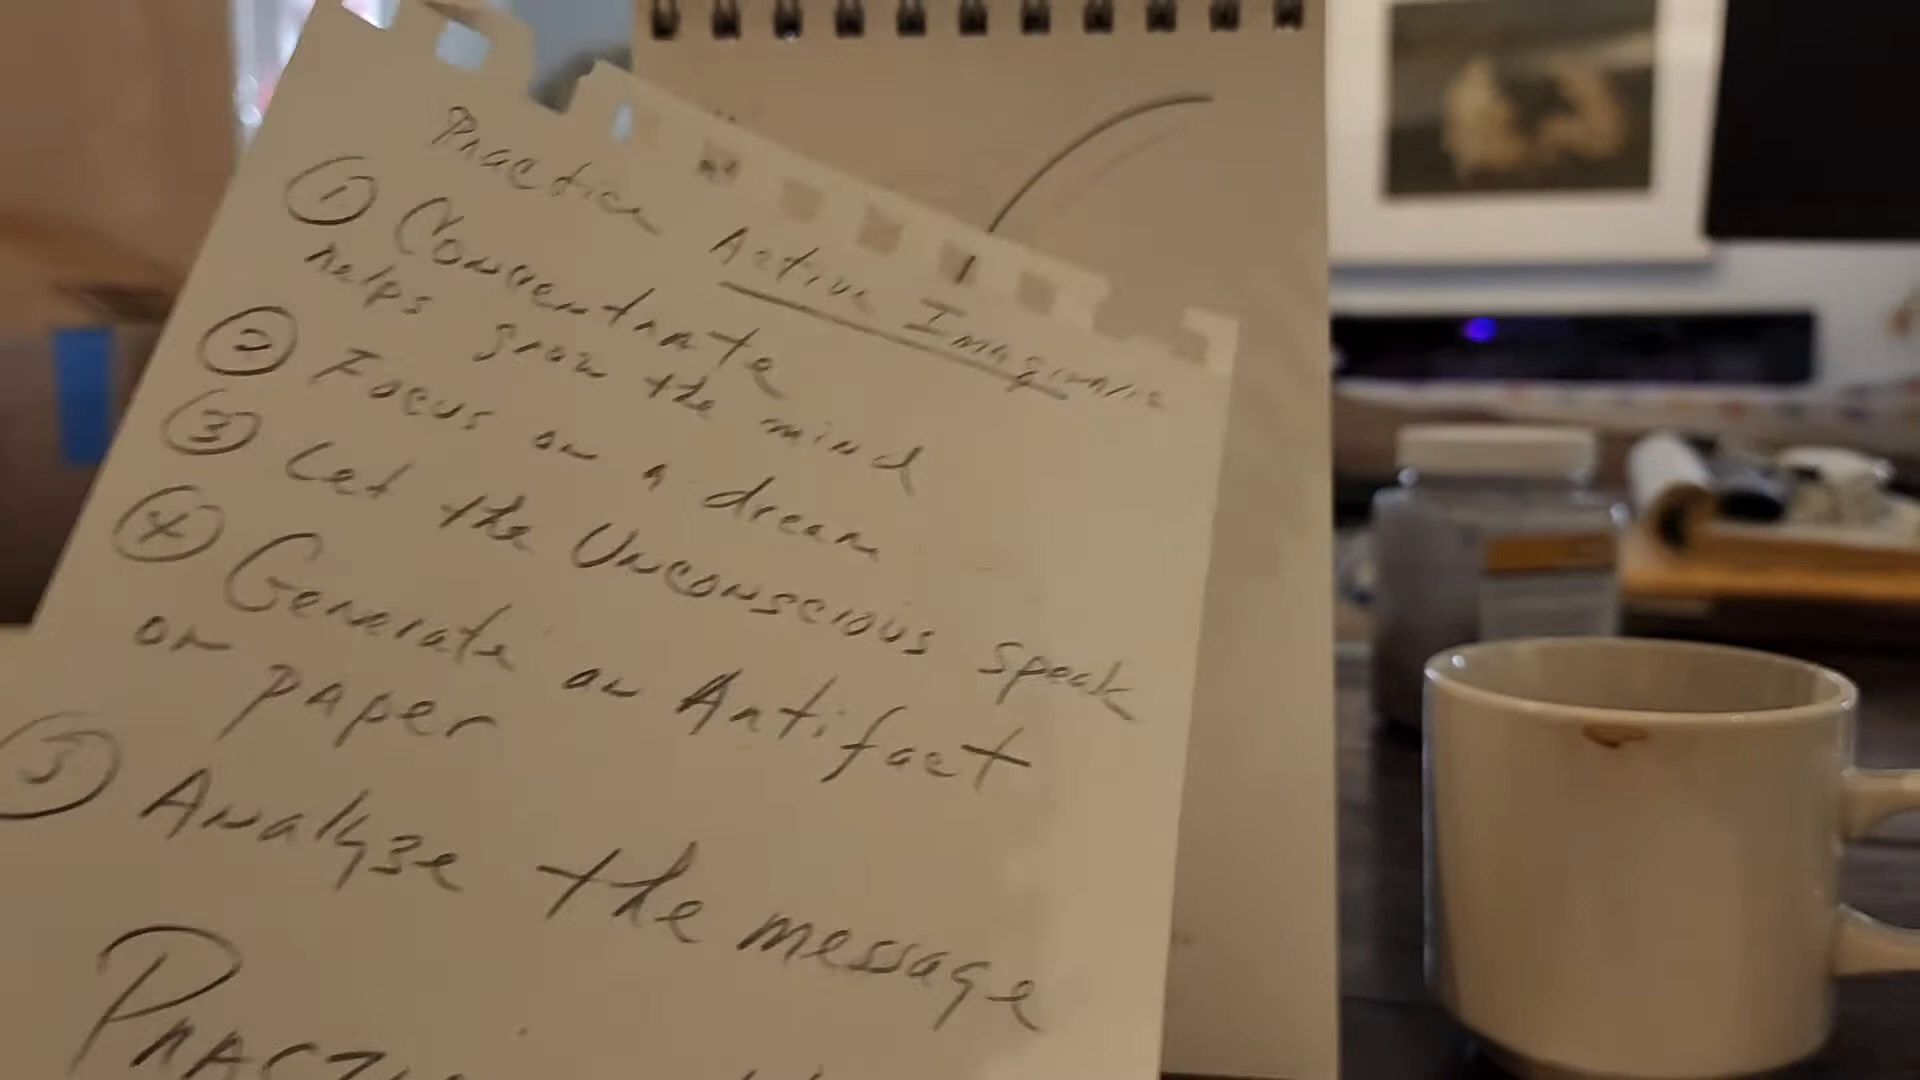 Practice Active Imagining
① Concentrate
helps grow the mind
② Focus on a dream
③ Let the Unconscious speak
④ Generate an Artifact
on paper
⑤ Analyze the message